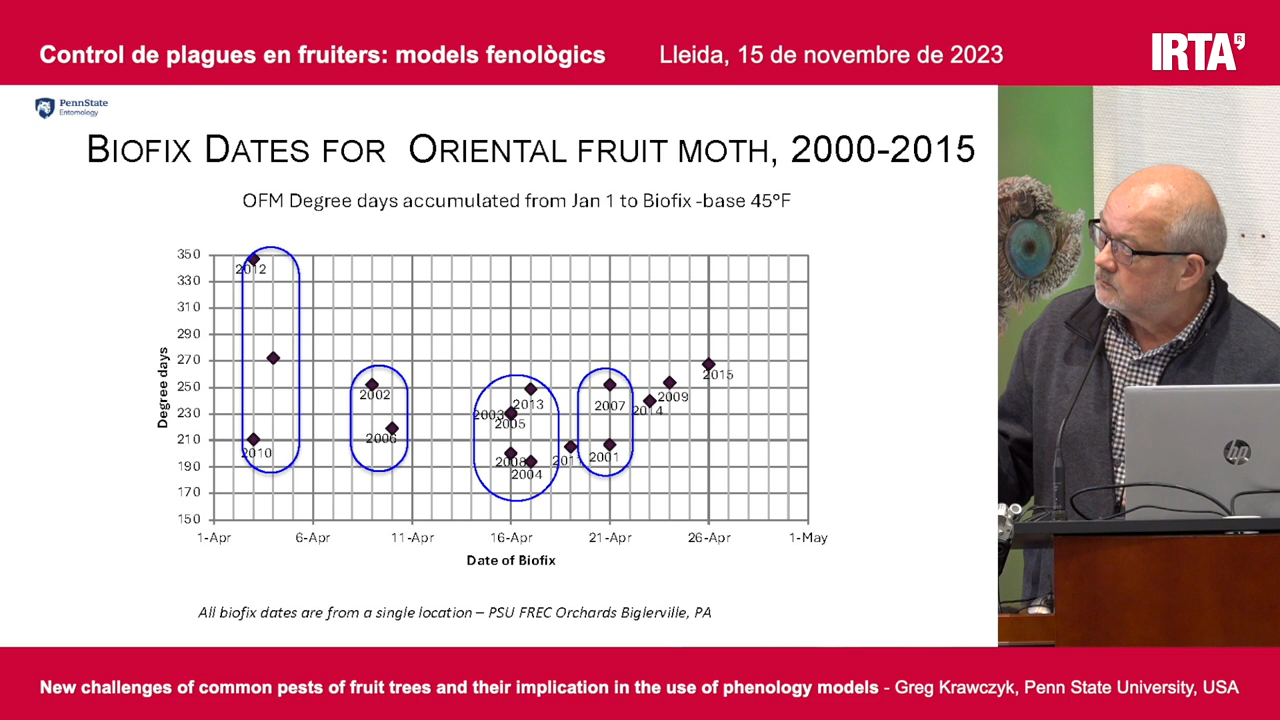 Control de plagues en fruiters: models fenològics Lleida, 15 de novembre de 2023
IRTA
PennState
Entomology
BIOFIX DATES FOR ORIENTAL FRUIT MOTH, 2000-2015
OFM Degree days accumulated from Jan 1 to Biofix -base 45°F
Degree days
350
330
310
290
270
250
230
210
190
170
150
2012
2010
2002
2006
2013
2003
2005
2008
2004
2007
2001
2014
2009
2015
1-Apr 6-Apr 11-Apr 16-Apr 21-Apr 26-Apr 1-May
Date of Biofix
All biofix dates are from a single location – PSU FREC Orchards Biglerville, PA
hp
New challenges of common pests of fruit trees and their implication in the use of phenology models - Greg Krawczyk, Penn State University, USA